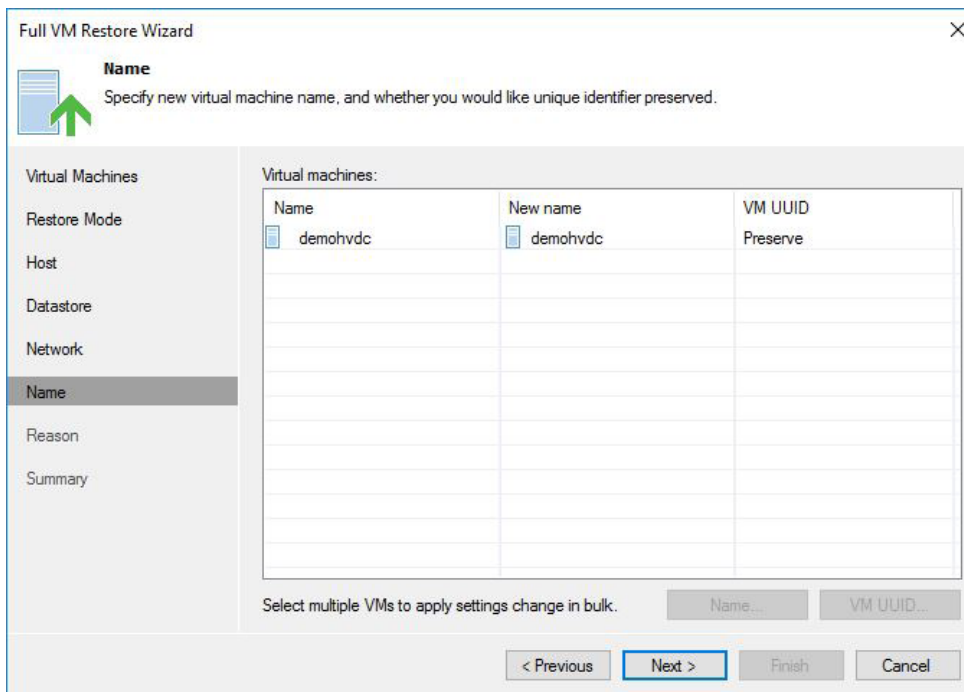 Full VM Restore Wizard
Name
Specify new virtual machine name, and whether you would like unique identifier preserved.
Virtual Machines
Restore Mode
Host
Datastore
Network
Name
Reason
Summary
Virtual machines:
Name New name VM UUID
demohvdc demohvdc Preserve
Select multiple VMs to apply settings change in bulk. Name... VM UUID...
< Previous Next > Finish Cancel